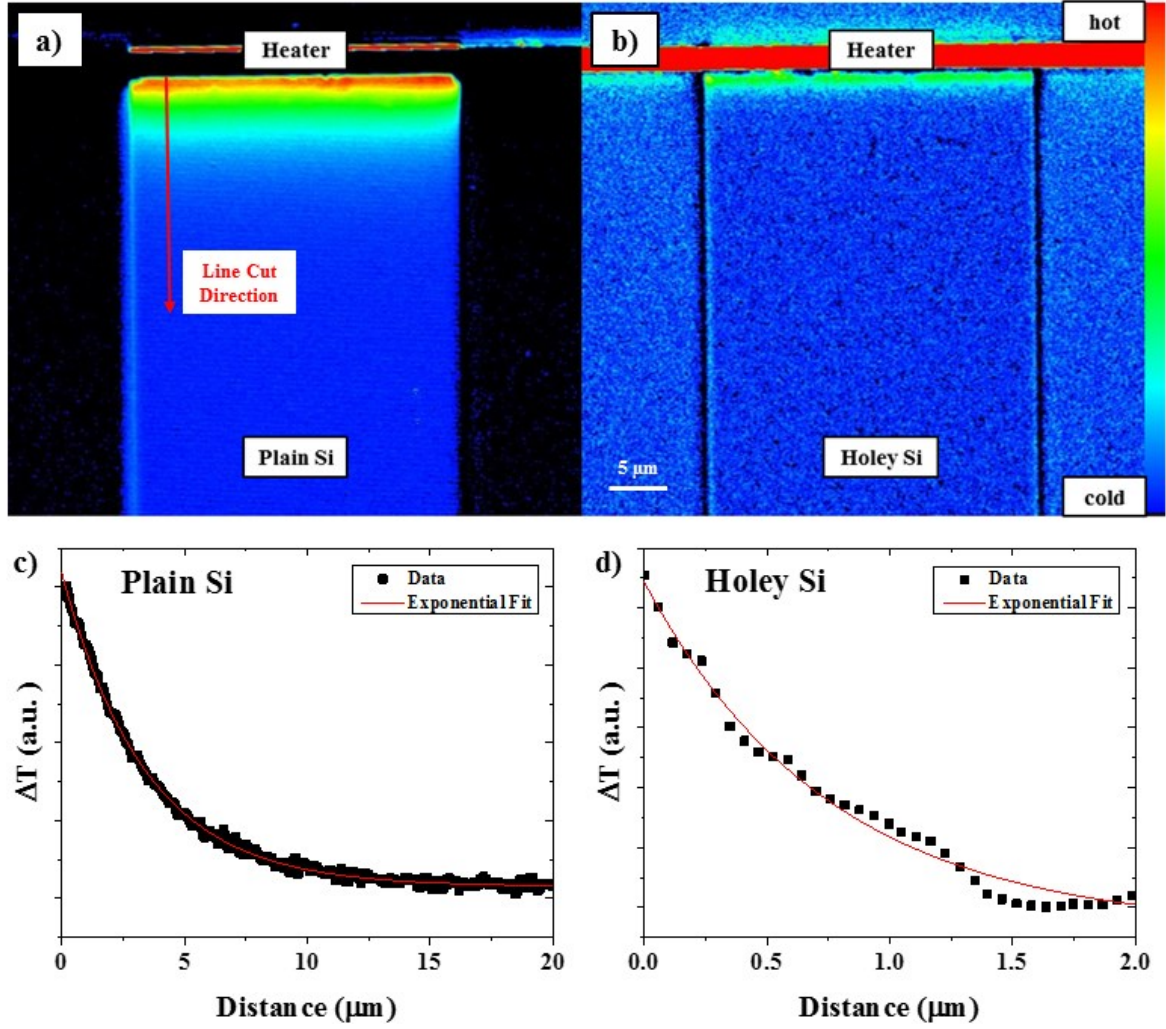 a)
Heater
Line Cut
Direction
Plain Si
b)
hot
Heater
5 μm
Holey Si
cold
c)
Plain Si
Data
Exponential Fit
ΔT (a.u. )
0
5
10
15
20
Distance (μm)
d)
Holey Si
Data
Exponential Fit
ΔT (a.u. )
0.0
0.5
1.0
1.5
2.0
Distance (μm)